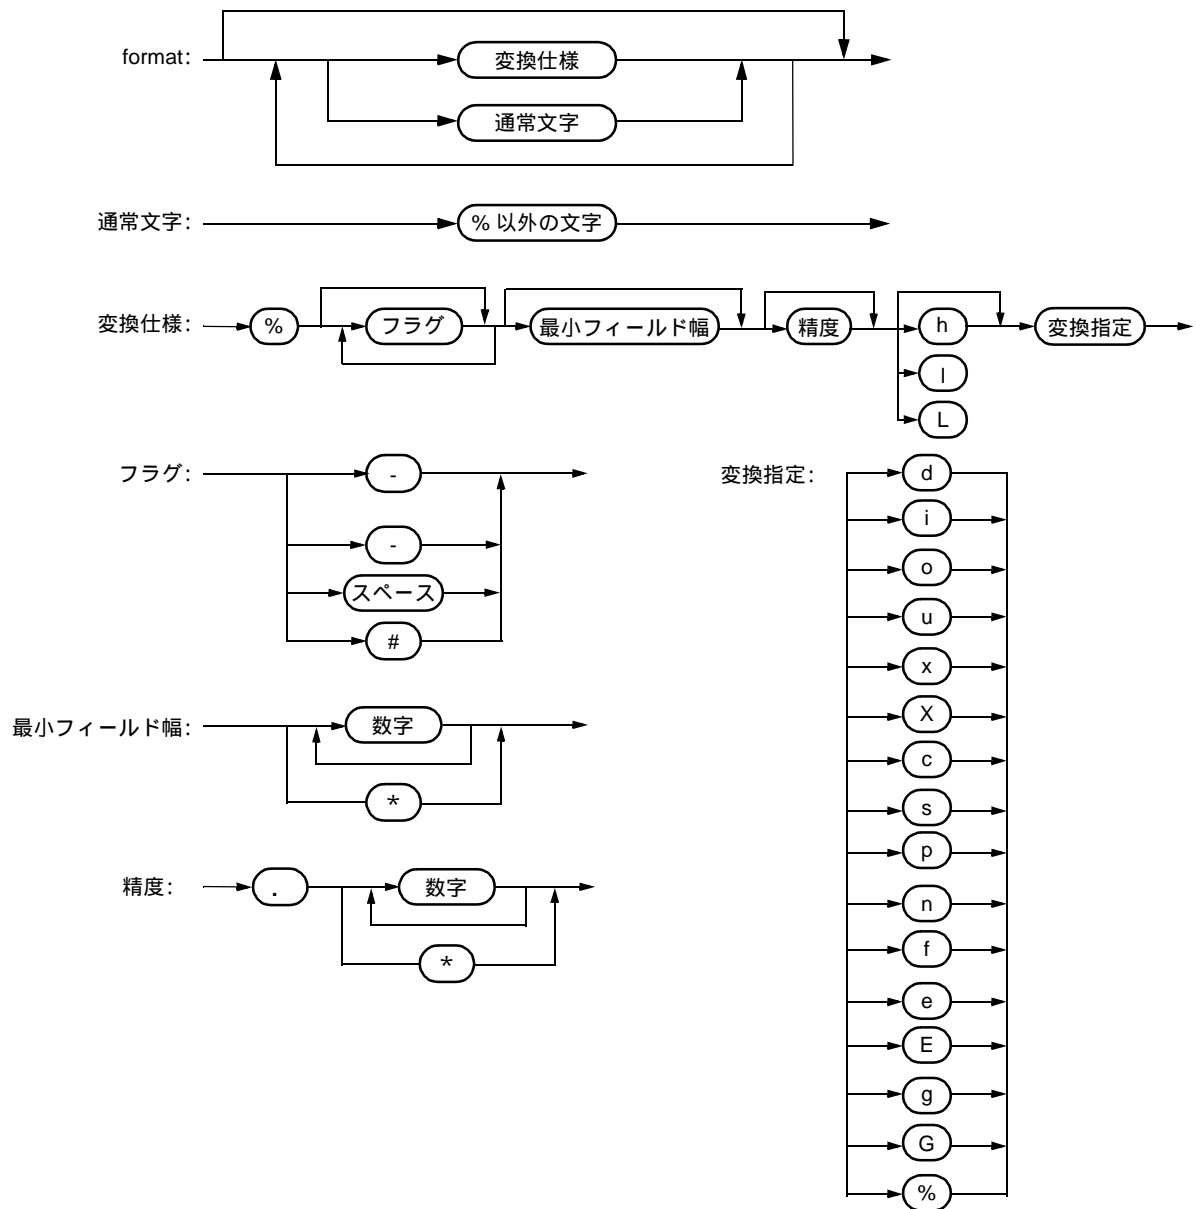 format:
変換仕様
通常文字
通常文字:
% 以外の文字
変換仕様:
%
フラグ
最小フィールド幅
精度
h
変換指定
l
L
フラグ:
-
-
スペース
#
最小フィールド幅:
数字
*
精度:
.
数字
*
変換指定:
d
i
o
u
x
X
c
s
p
n
f
e
E
g
G
%